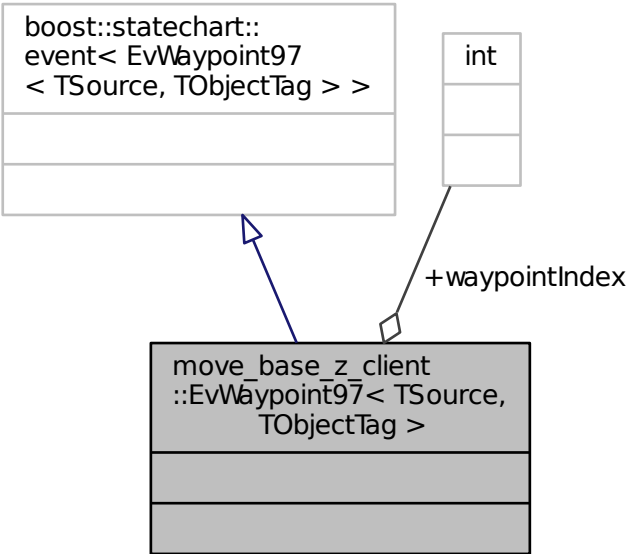 boost::statechart::
event< EvWaypoint97
< TSource, TObjectTag > >
int
+waypointIndex
move_base_z_client
::EvWaypoint97< TSource,
TObjectTag >